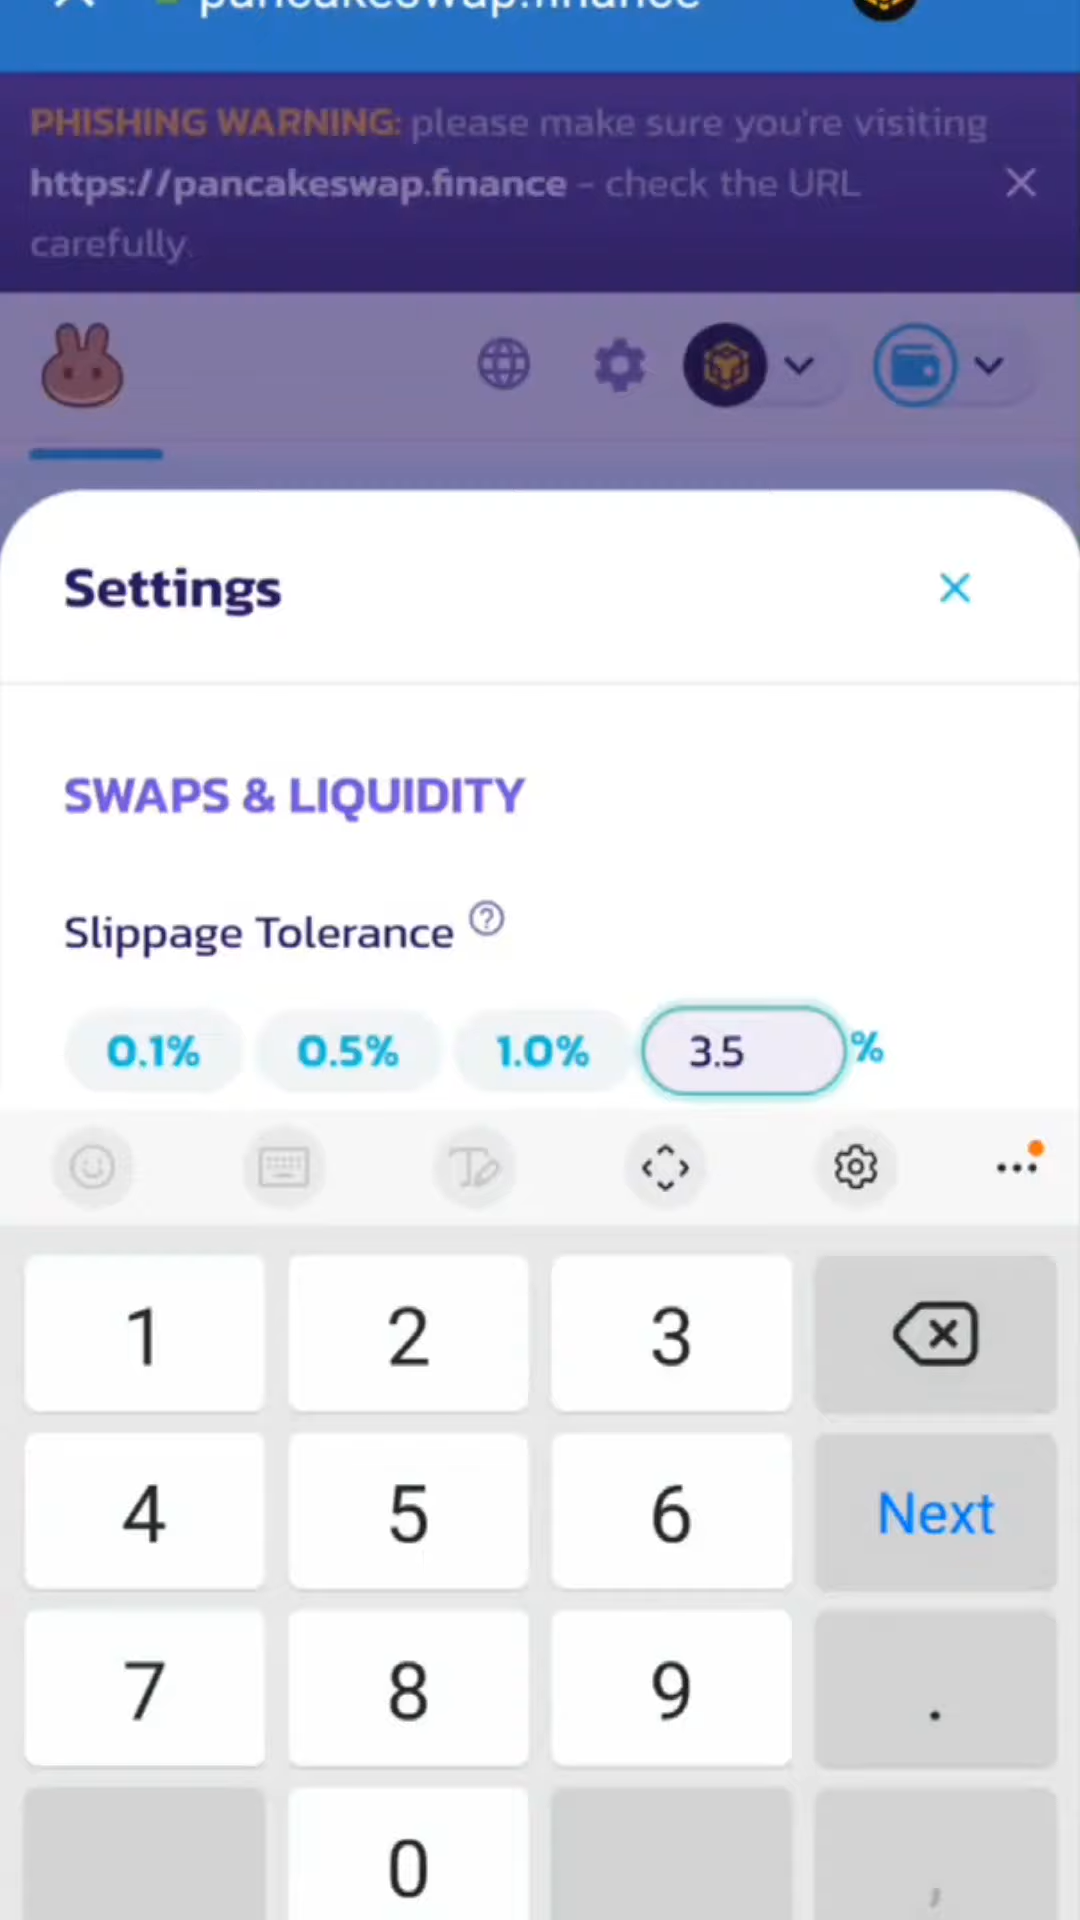 pancakeswap.finance
PHISHING WARNING: please make sure you're visiting
https://pancakeswap.finance - check the URL
carefully.
Settings
SWAPS & LIQUIDITY
Slippage Tolerance ?
0.1% 0.5% 1.0% 3.5 %
1 2 3
4 5 6 Next
7 8 9 .
0 ,